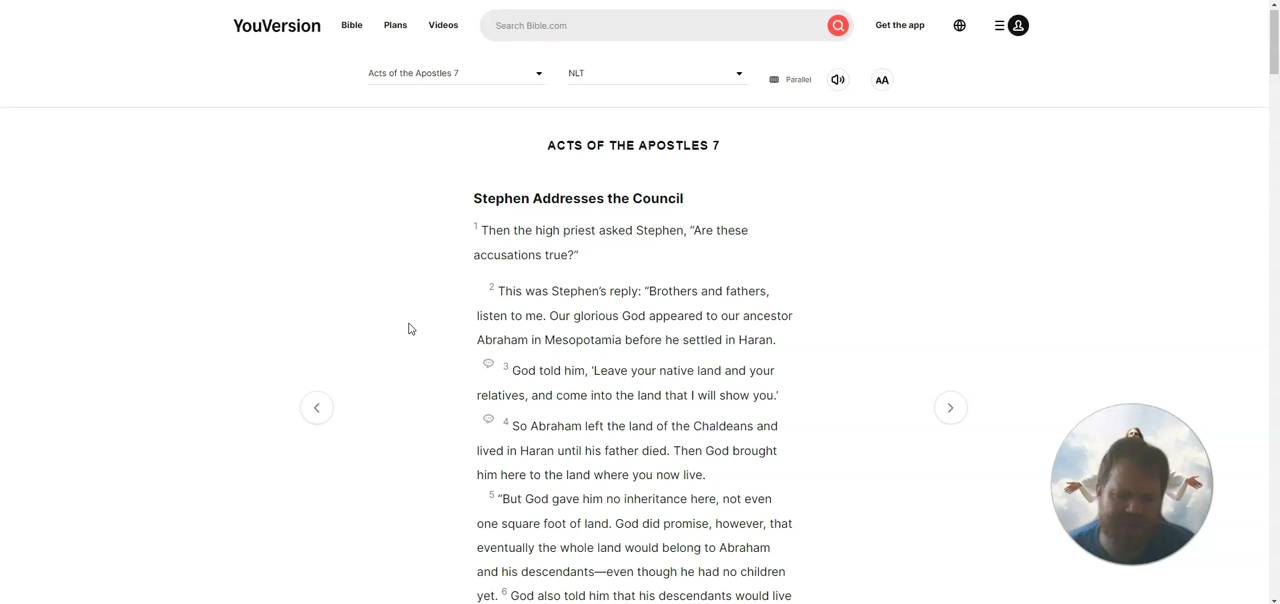 YouVersion Bible Plans Videos Search Bible.com Get the app
Acts of the Apostles 7 NLT Parallel AA
ACTS OF THE APOSTLES 7
Stephen Addresses the Council
1 Then the high priest asked Stephen, “Are these
accusations true?”
2 This was Stephen’s reply: “Brothers and fathers,
listen to me. Our glorious God appeared to our ancestor
Abraham in Mesopotamia before he settled in Haran.
3 God told him, ‘Leave your native land and your
relatives, and come into the land that I will show you.’
4 So Abraham left the land of the Chaldeans and
lived in Haran until his father died. Then God brought
him here to the land where you now live.
5 “But God gave him no inheritance here, not even
one square foot of land. God did promise, however, that
eventually the whole land would belong to Abraham
and his descendants—even though he had no children
yet. 6 God also told him that his descendants would live